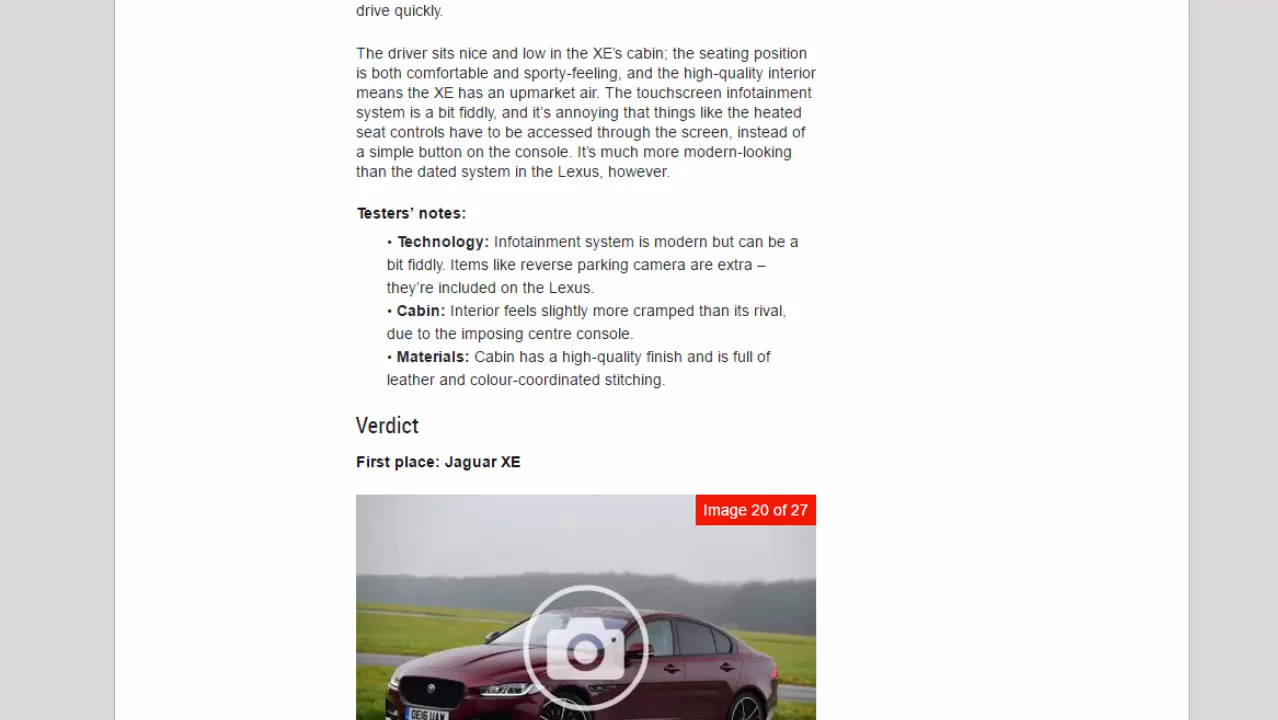 drive quickly.
The driver sits nice and low in the XE's cabin; the seating position
is both comfortable and sporty-feeling, and the high-quality interior
means the XE has an upmarket air. The touchscreen infotainment
system is a bit fiddly, and it's annoying that things like the heated
seat controls have to be accessed through the screen, instead of
a simple button on the console. It's much more modern-looking
than the dated system in the Lexus, however.
Testers' notes:
• Technology: Infotainment system is modern but can be a
bit fiddly. Items like reverse parking camera are extra –
they're included on the Lexus.
• Cabin: Interior feels slightly more cramped than its rival,
due to the imposing centre console.
• Materials: Cabin has a high-quality finish and is full of
leather and colour-coordinated stitching.
Verdict
First place: Jaguar XE
Image 20 of 27